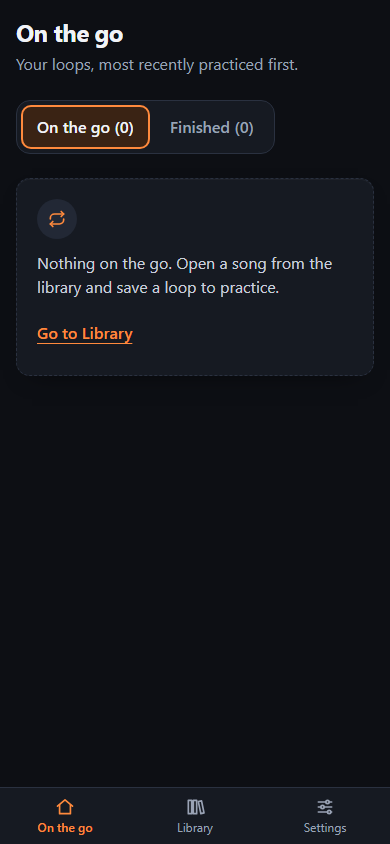 On the go
Your loops, most recently practiced first.
On the go (0)
Finished (0)
Nothing on the go. Open a song from the
library and save a loop to practice.
Go to Library
On the go
Library
Settings